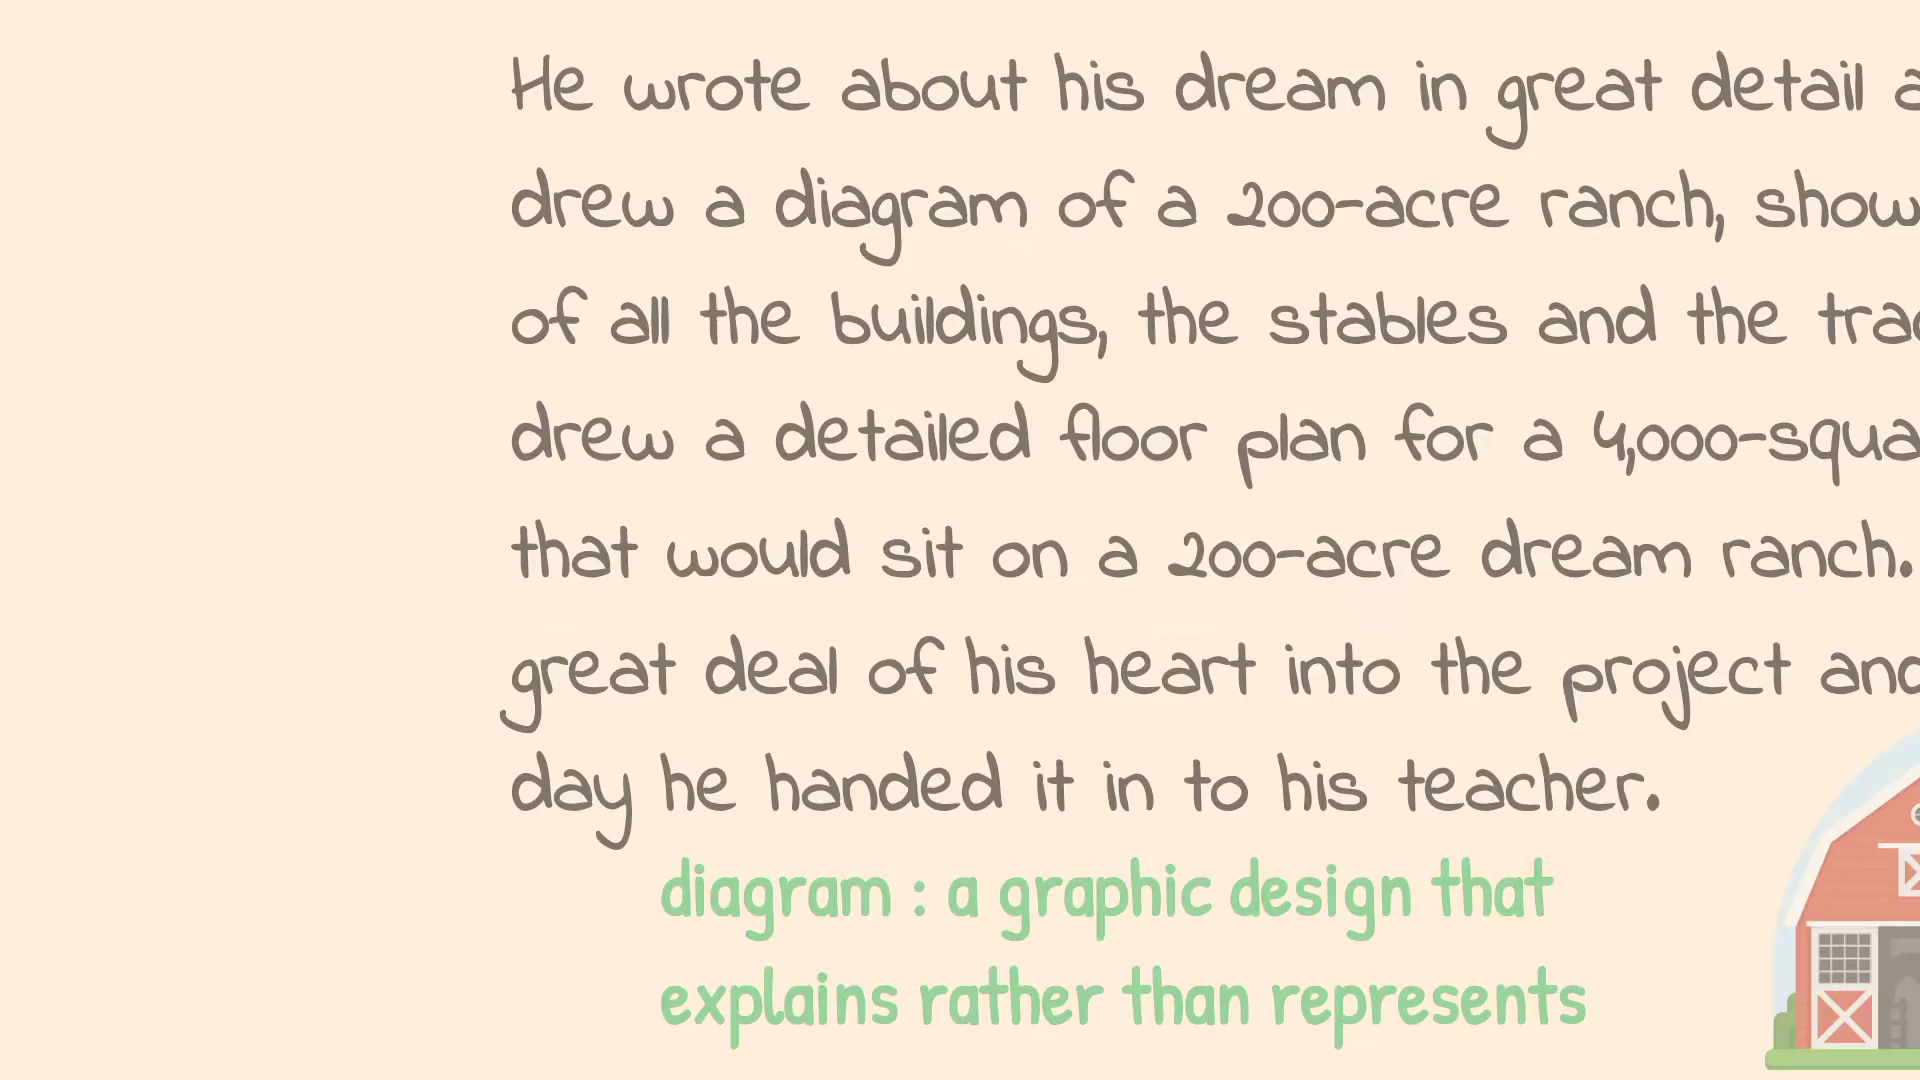 He wrote about his dream in great detail
drew a diagram of a 200-acre ranch,
of all the buildings, the stables and the
drew a detailed floor plan for a
that would sit on a 200-acre dream ranch.
great deal of his heart into the project and
day he handed it in to his teacher.
diagram : a graphic design that
explains rather than represents